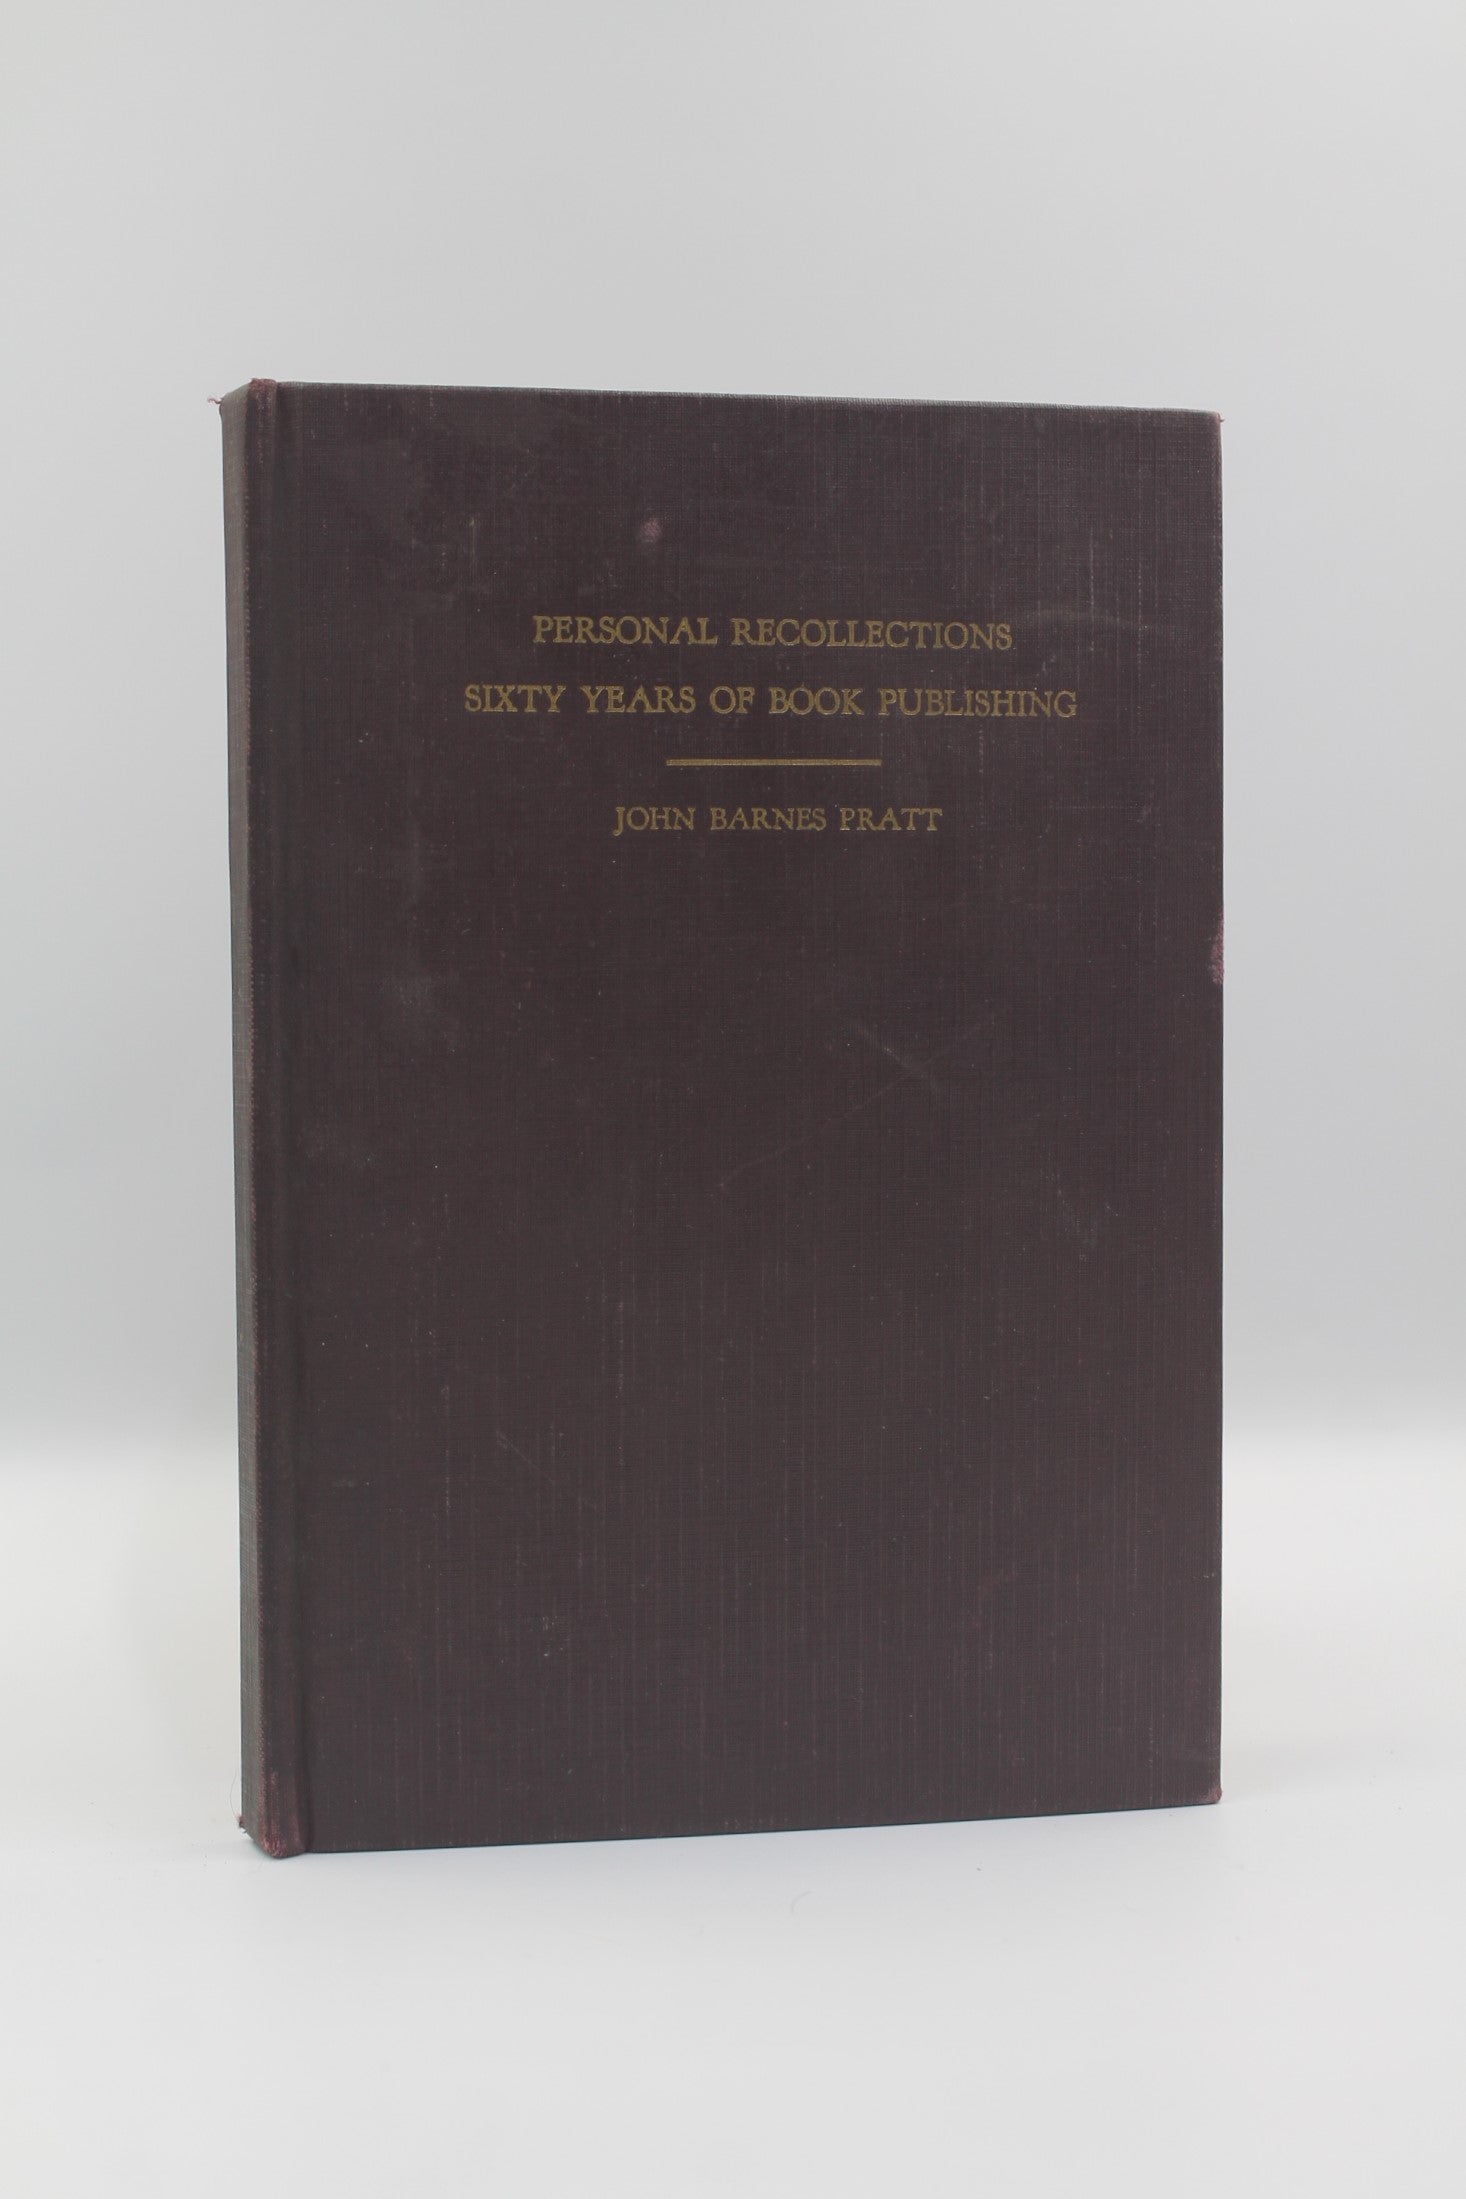 PERSONAL RECOLLECTIONS
SIXTY YEARS OF BOOK PUBLISHING
JOHN BARNES PRATT